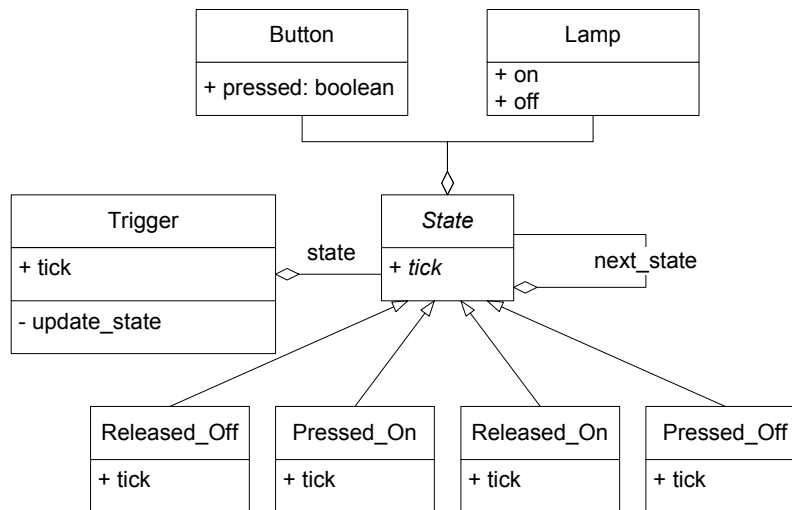 Button
+ pressed: boolean
Lamp
+ on
+ off
Trigger
+ tick
- update_state
state
State
+ tick
next_state
Released_Off
+ tick
Pressed_On
+ tick
Released_On
+ tick
Pressed_Off
+ tick